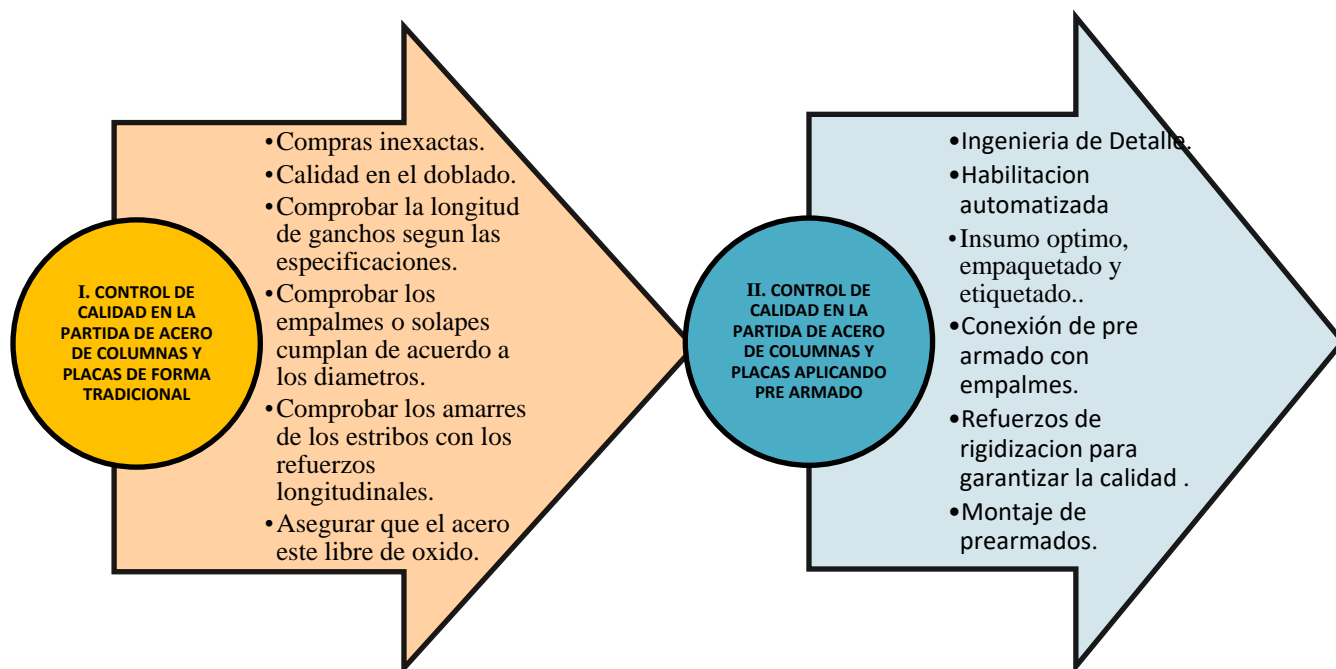 I. CONTROL DE
CALIDAD EN LA
PARTIDA DE ACERO
DE COLUMNAS Y
PLACAS DE FORMA
TRADICIONAL
•Compras inexactas.
•Calidad en el doblado.
•Comprobar la longitud
de ganchos segun las
especificaciones.
•Comprobar los
empalmes o solapes
cumplan de acuerdo a
los diametros.
•Comprobar los amarres
de los estribos con los
refuerzos
longitudinales.
•Asegurar que el acero
este libre de oxido.
II. CONTROL DE
CALIDAD EN LA
PARTIDA DE ACERO
DE COLUMNAS Y
PLACAS APLICANDO
PRE ARMADO
•Ingenieria de Detalle.
•Habilitacion
automatizada
•Insumo optimo,
empaquetado y
etiquetado..
•Conexión de pre
armado con
empalmes.
•Refuerzos de
rigidizacion para
garantizar la calidad .
•Montaje de
prearmados.